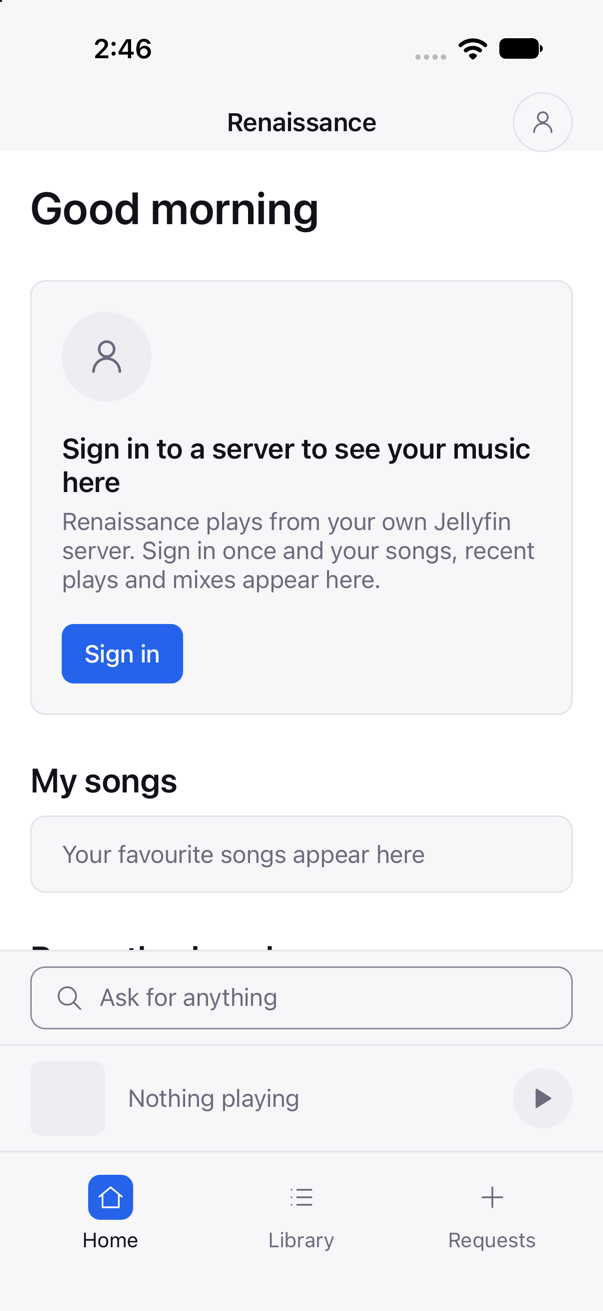 2:46
Renaissance
Good morning
Sign in to a server to see your music
here
Renaissance plays from your own Jellyfin
server. Sign in once and your songs, recent
plays and mixes appear here.
Sign in
My songs
Your favourite songs appear here
Ask for anything
Nothing playing
Home
Library
Requests